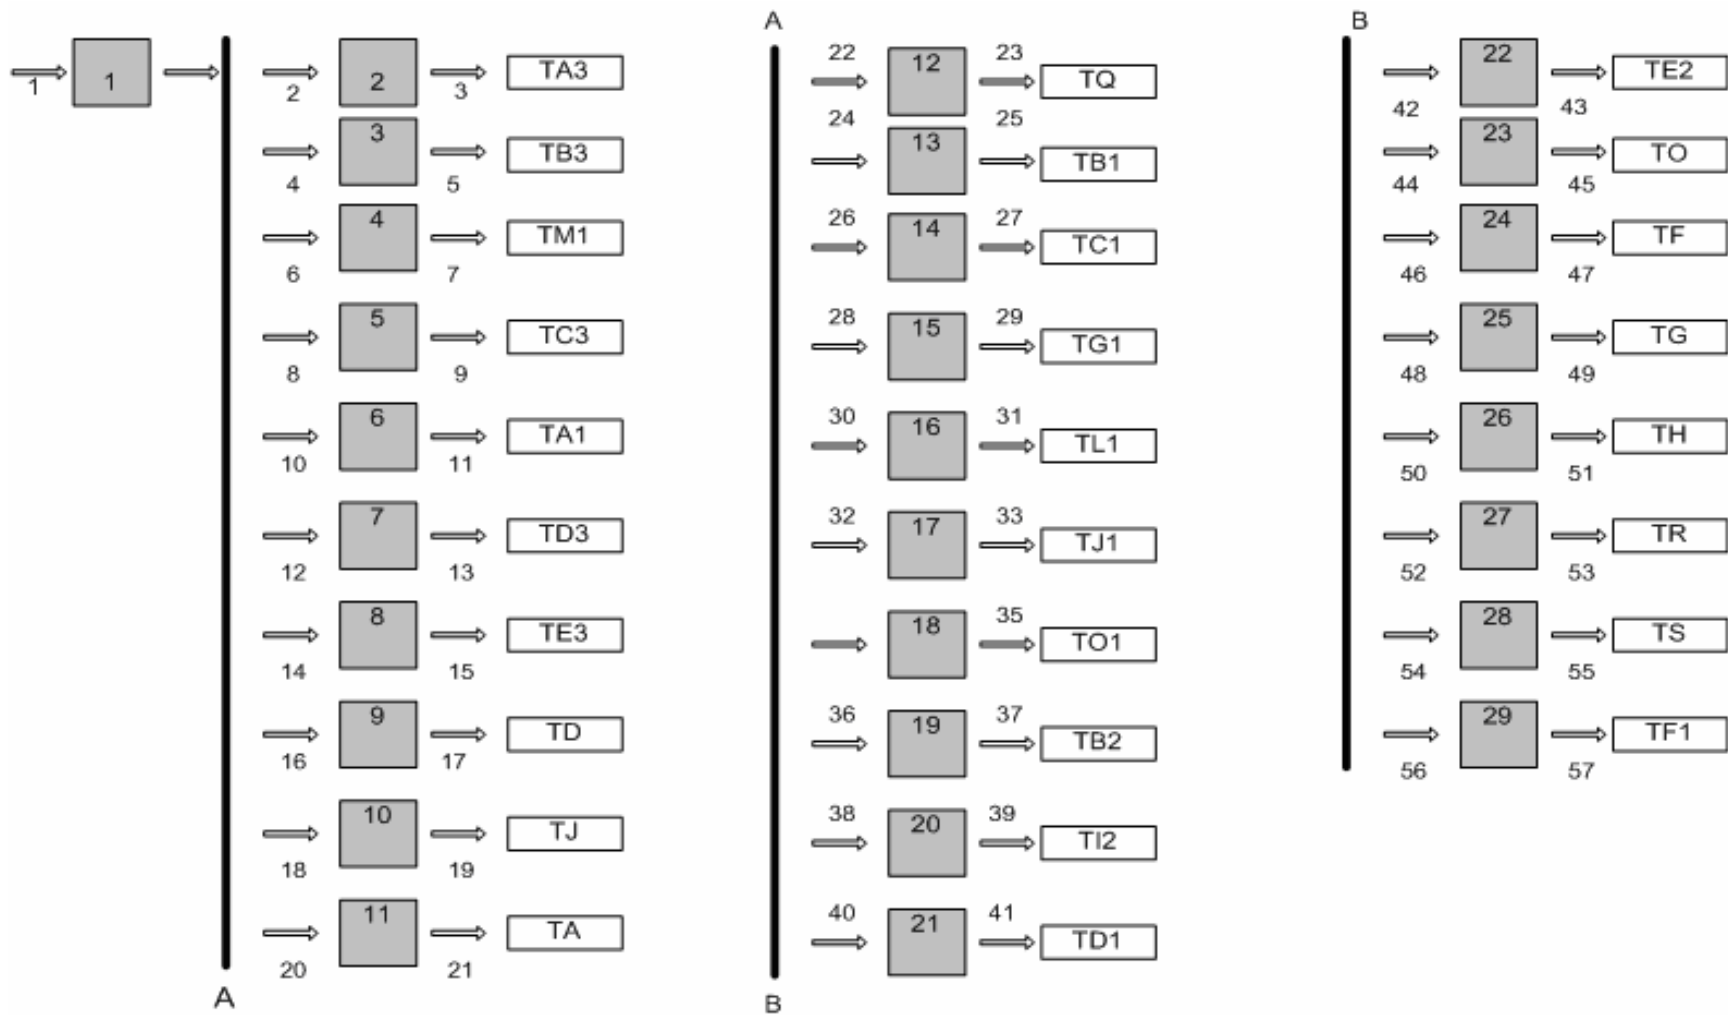 1 1
2 2 3 TA3
3
4 5 TB3
4
6 7 TM1
5
8 9 TC3
6
10 11 TA1
7
12 13 TD3
8
14 15 TE3
9
16 17 TD
10
18 19 TJ
11
20 21 TA
A
A
22 12 23 TQ
24 13 25 TB1
26 14 27 TC1
28 15 29 TG1
30 16 31 TL1
32 17 33 TJ1
18 35 TO1
36 19 37 TB2
38 20 39 TI2
40 21 41 TD1
B
B
22 TE2
42 43
23 TO
44 45
24 TF
46 47
25 TG
48 49
26 TH
50 51
27 TR
52 53
28 TS
54 55
29 TF1
56 57